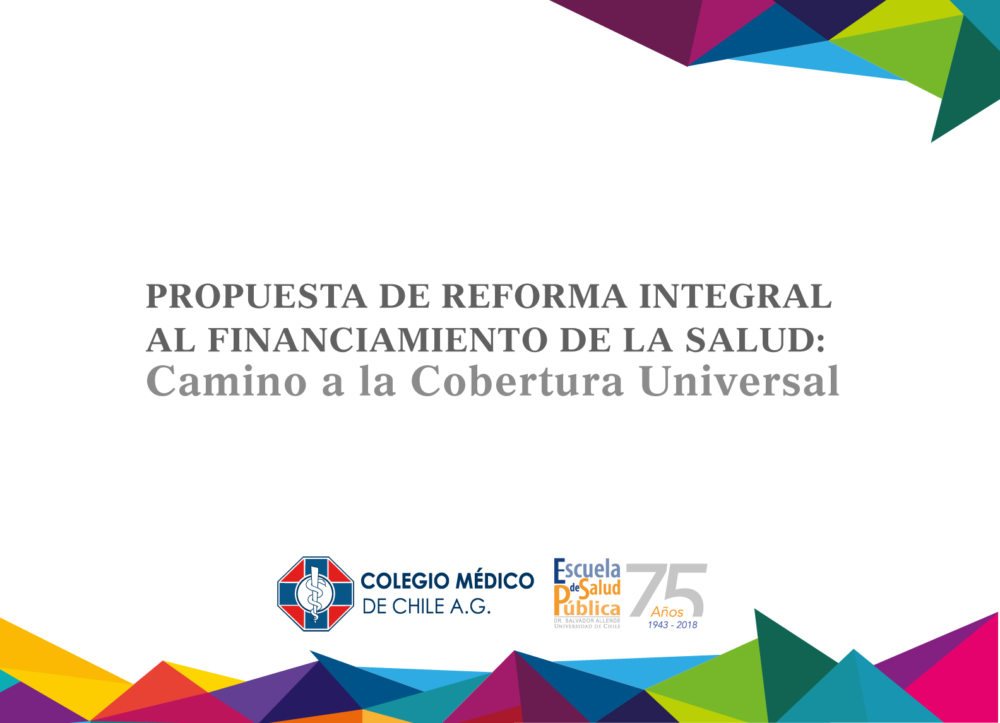 PROPUESTA DE REFORMA INTEGRAL
AL FINANCIAMIENTO DE LA SALUD:
Camino a la Cobertura Universal
COLEGIO MÉDICO
DE CHILE A.G.
Escuela
de Salud
Pública
DR. SALVADOR ALLENDE
UNIVERSIDAD DE CHILE
75
Años
1943 - 2018